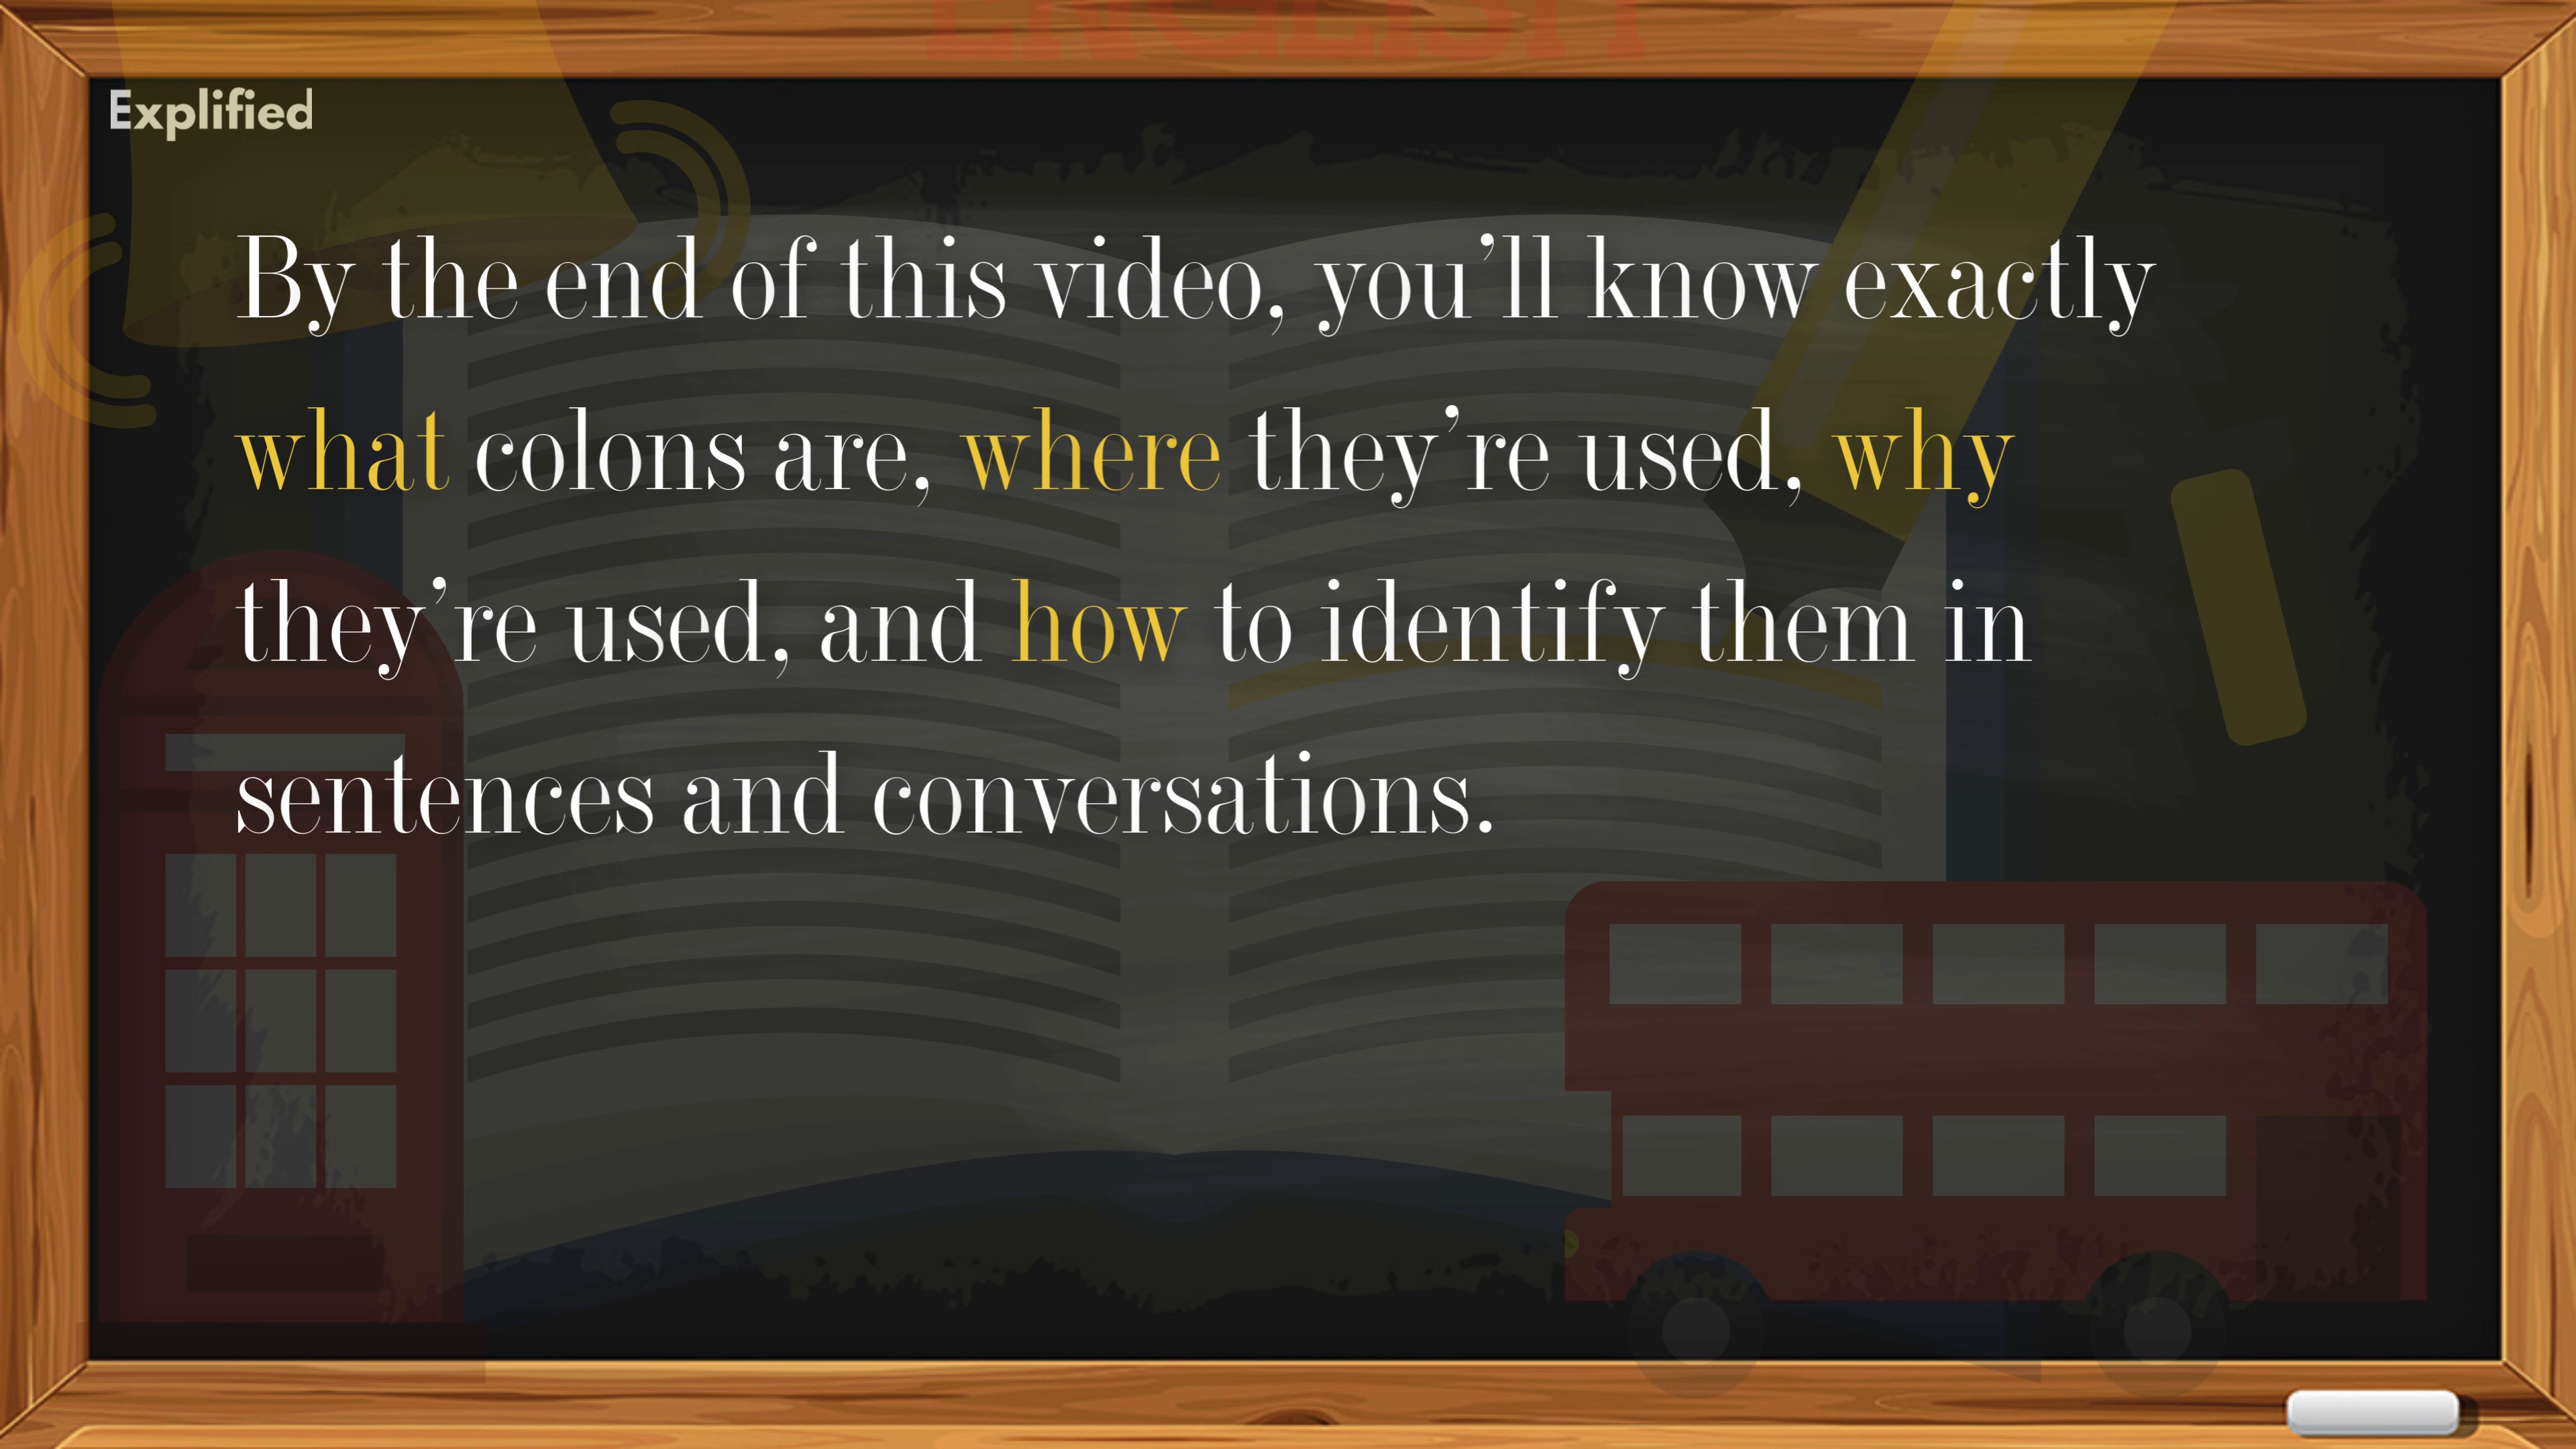 ENGLISH
Explified
By the end of this video, you’ll know exactly
what colons are, where they’re used, why
they’re used, and how to identify them in
sentences and conversations.